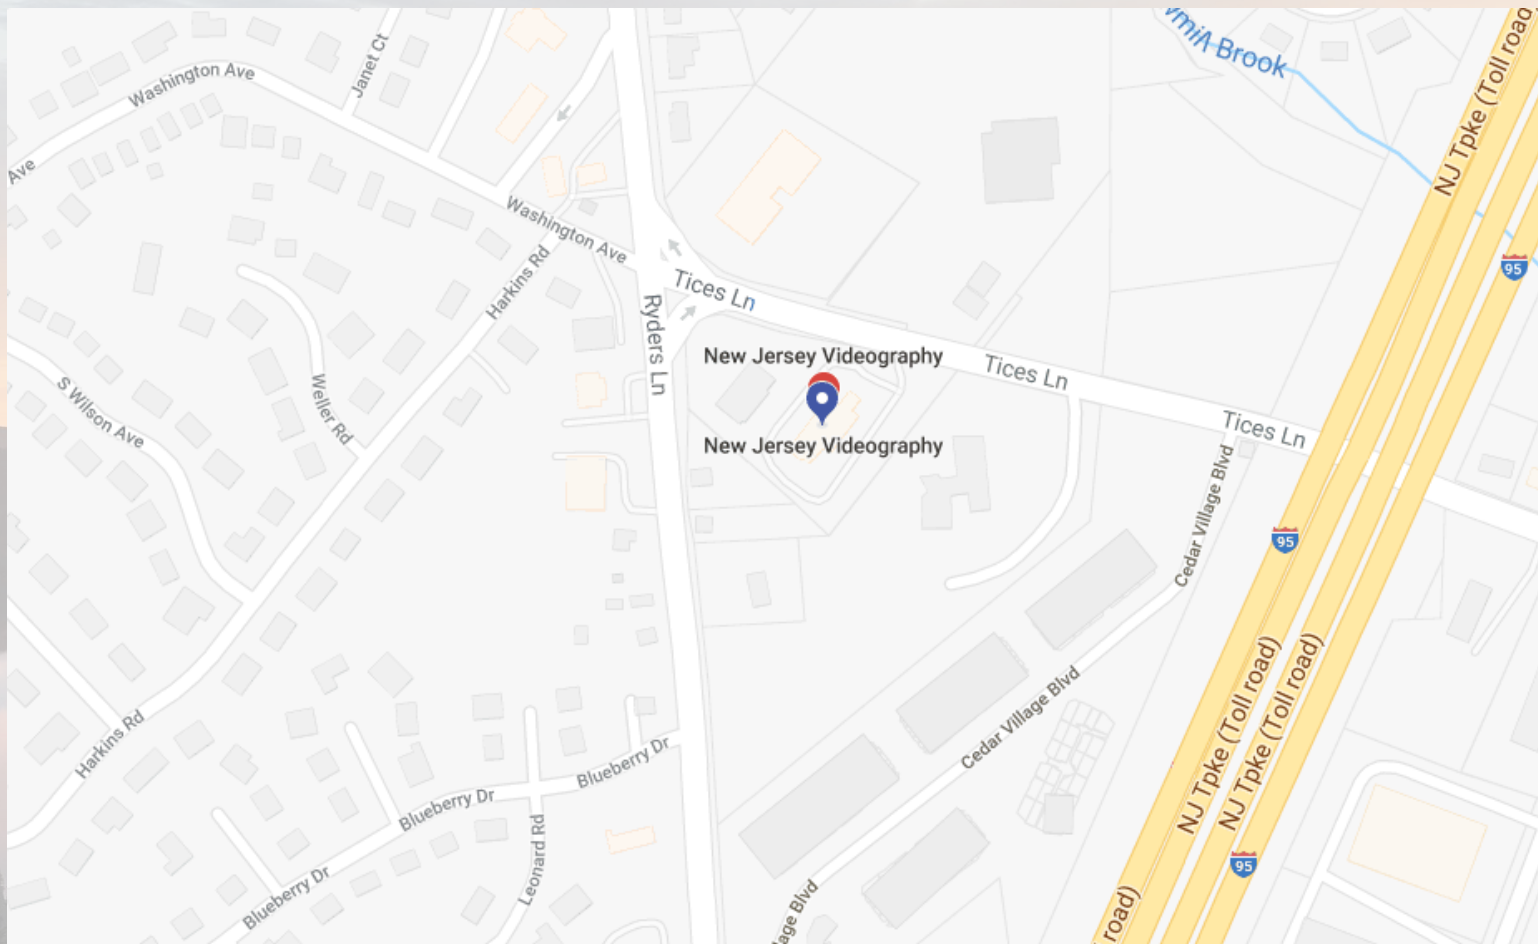 Brook
NJ Tpke (Toll road)
Janet Ct
Washington Ave
Ave
Washington Ave
Harkins Rd
95
Tices Ln
Ryders Ln
New Jersey Videography
Tices Ln
S Wilson Ave
Weller Rd
New Jersey Videography
Tices Ln
Cedar Village Blvd
95
Harkins Rd
Cedar Village Blvd
NJ Tpke (Toll road)
NJ Tpke (Toll road)
Blueberry Dr
Blueberry Dr
Leonard Rd
95
Blueberry Dr
lage Blvd
road)